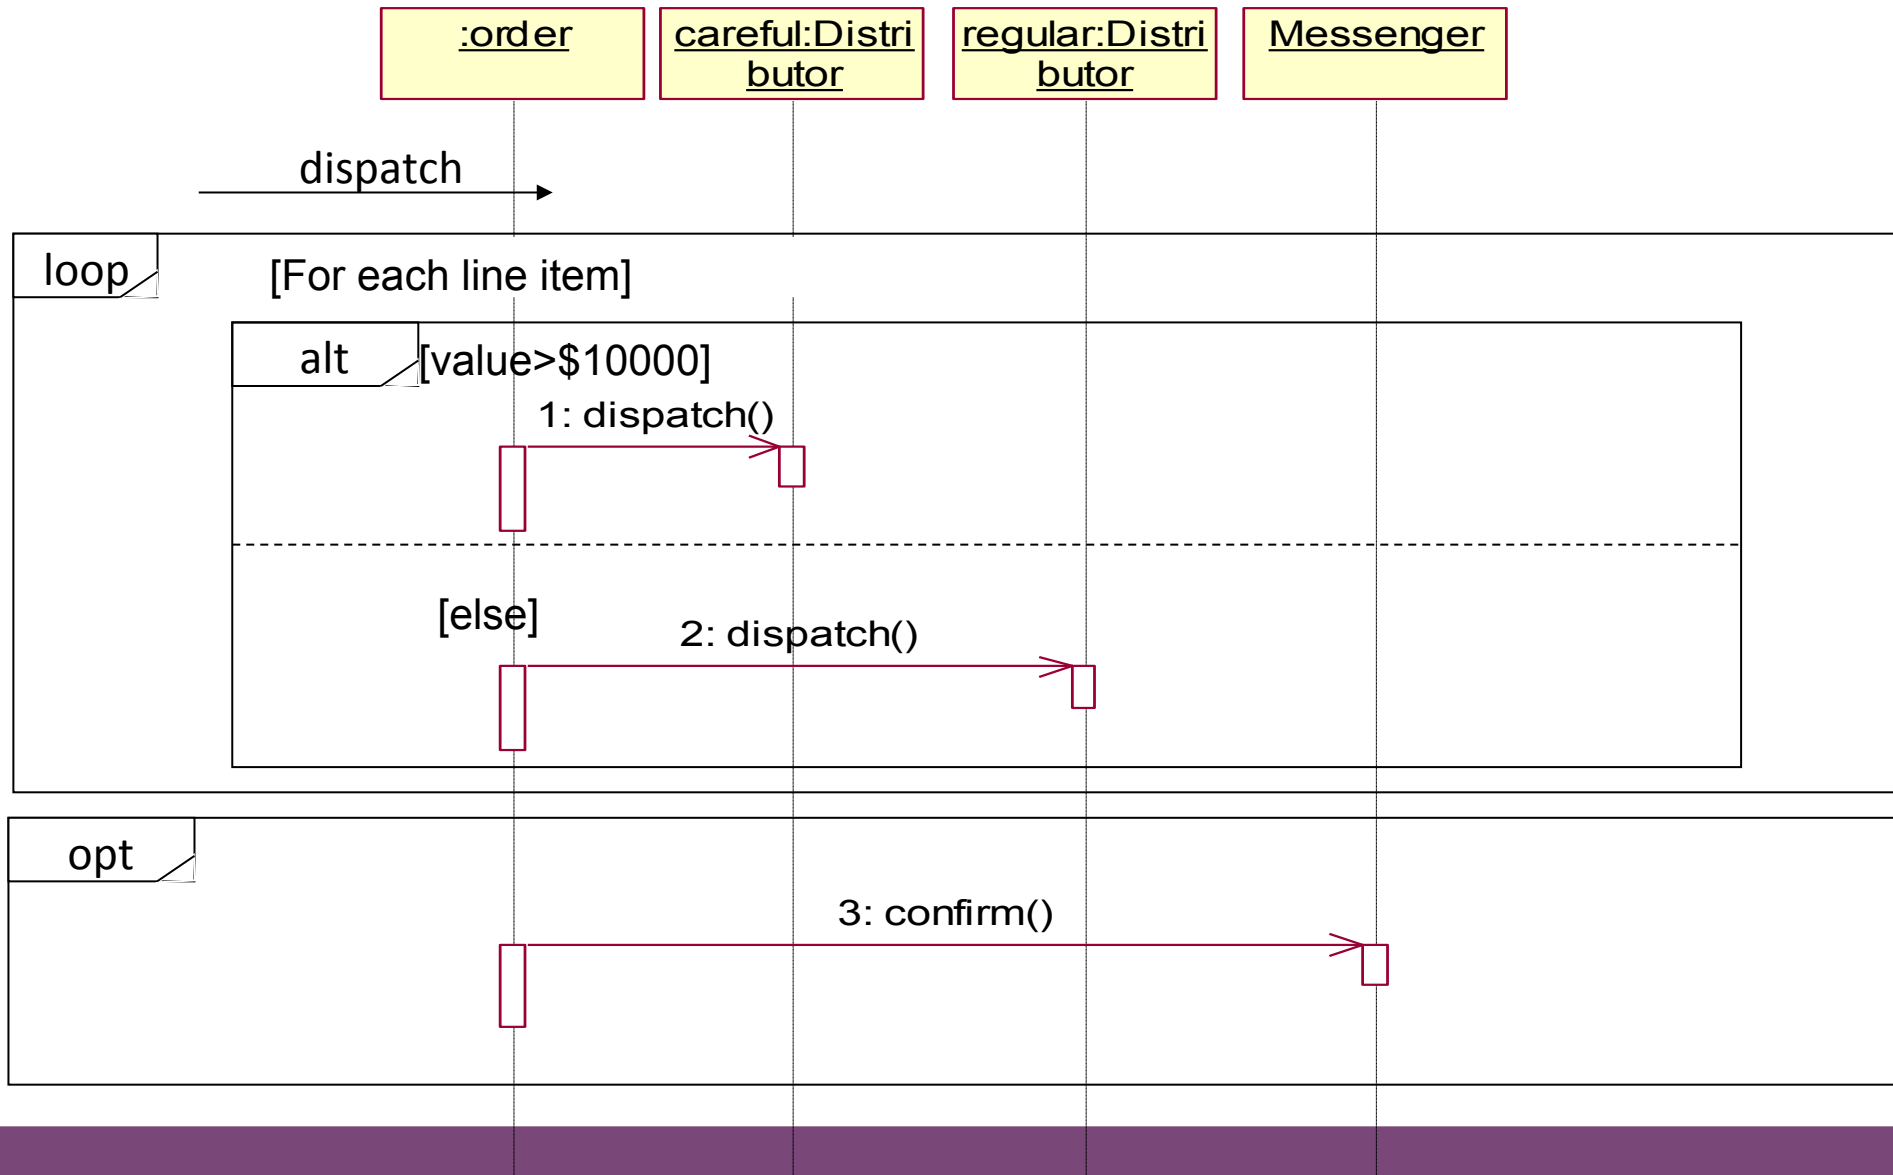 :order
careful:Distri
butor
regular:Distri
butor
Messenger
dispatch
loop
[For each line item]
alt
[value>$10000]
1: dispatch()
[else]
2: dispatch()
opt
3: confirm()